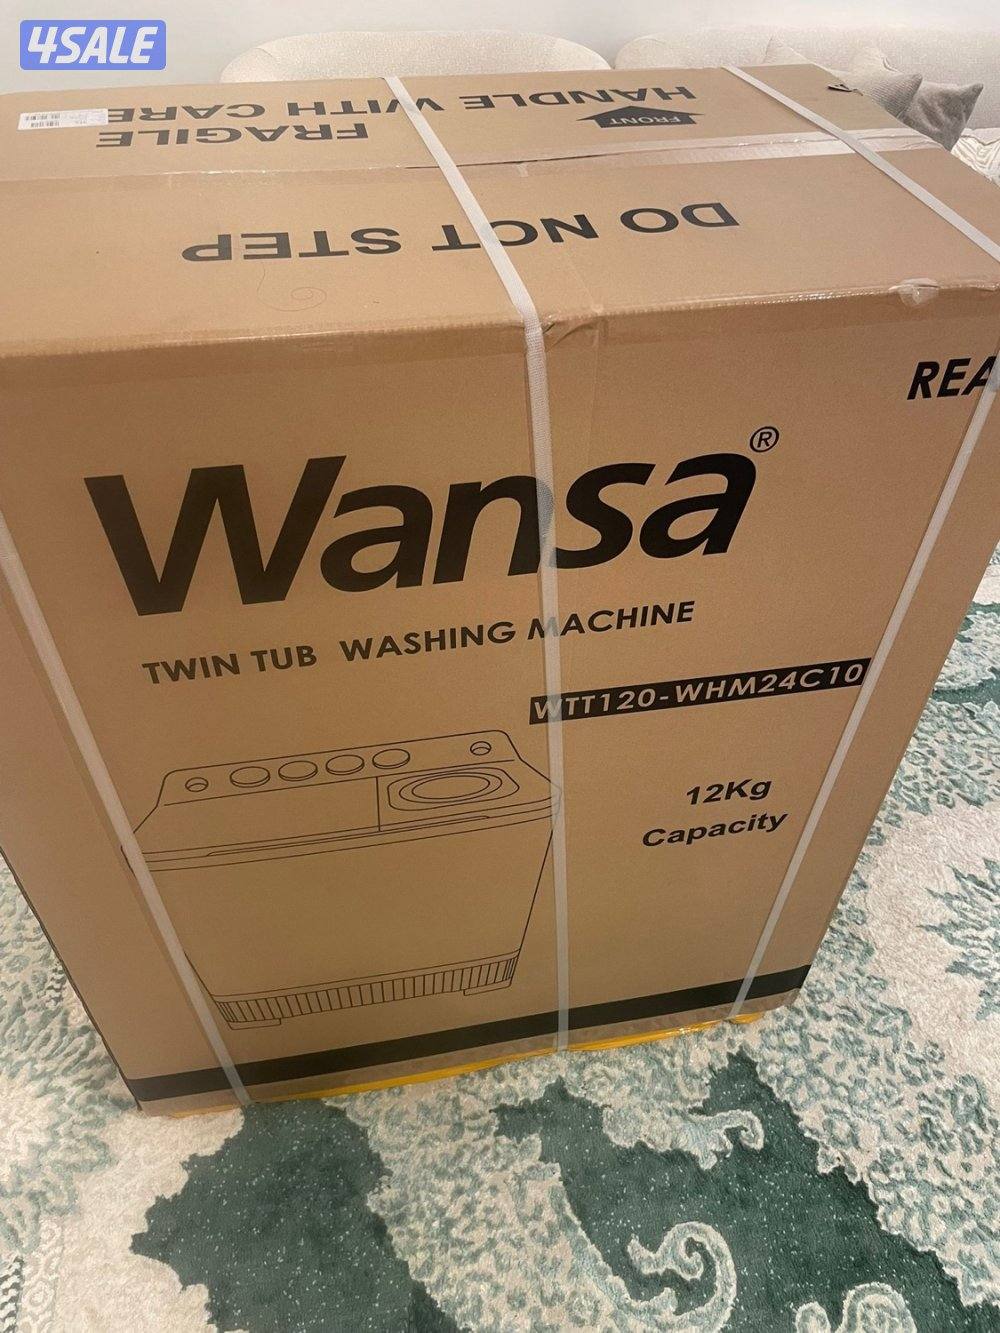 4SALE
HANDLE WITH CARE
FRONT
FRAGILE
DO NOT STEP
REA
Wansa®
TWIN TUB WASHING MACHINE
WTT120-WHM24C10
12Kg
Capacity